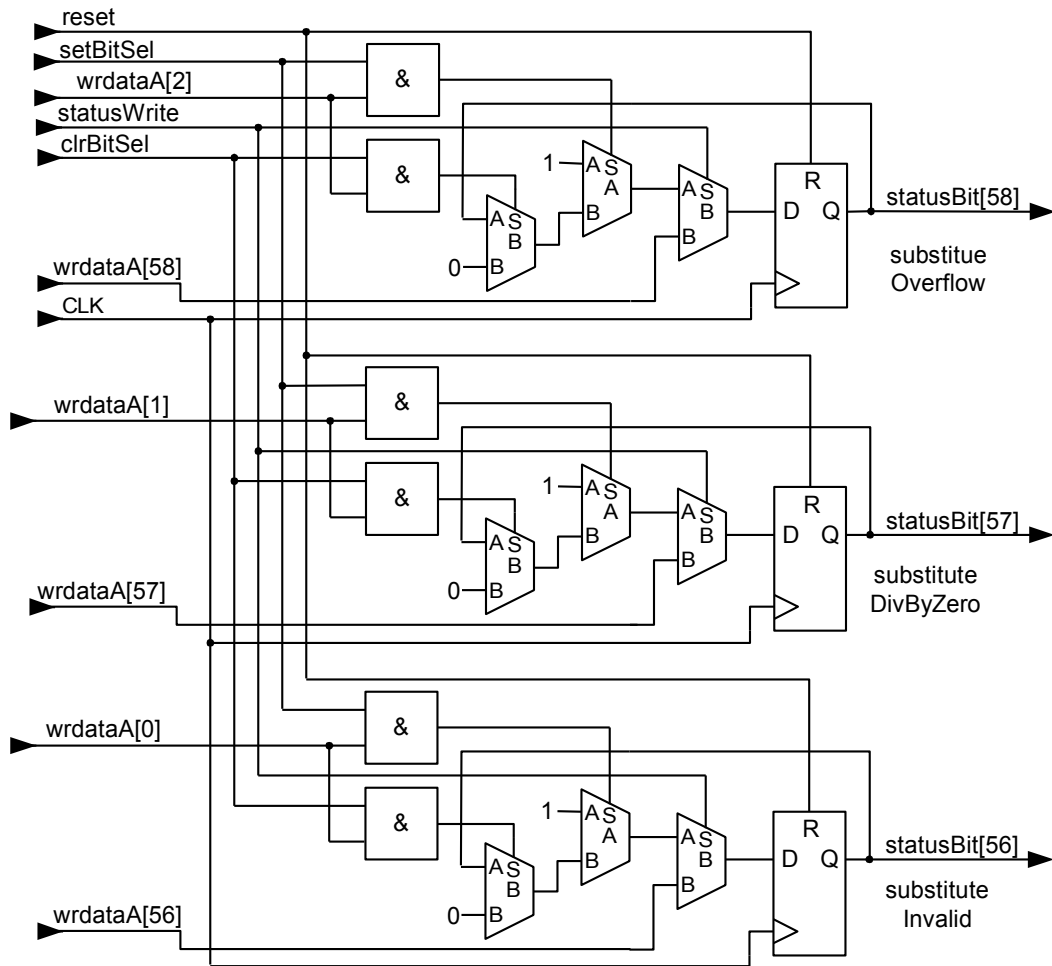 reset
setBitSel
wrdataA[2]
statusWrite
clrBitSel
&
&
1
A S
A
B
A S
B
B
A S
B
B
0
R
D Q
statusBit[58]
substitue
Overflow
wrdataA[58]
CLK
wrdataA[1]
&
&
1
A S
A
B
A S
B
B
A S
B
B
0
R
D Q
statusBit[57]
substitute
DivByZero
wrdataA[57]
wrdataA[0]
&
&
1
A S
A
B
A S
B
B
A S
B
B
0
R
D Q
statusBit[56]
substitute
Invalid
wrdataA[56]